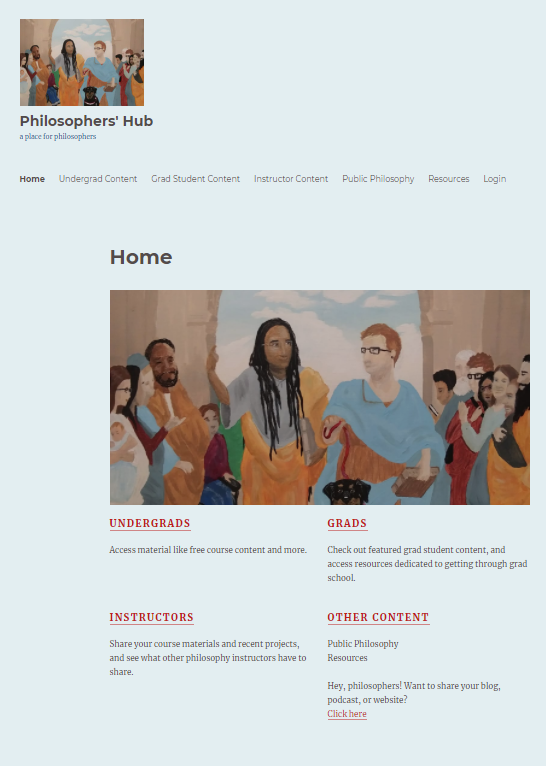 Philosophers' Hub
a place for philosophers
Home Undergrad Content Grad Student Content Instructor Content Public Philosophy Resources Login
Home
UNDERGRADS
Access material like free course content and more.
GRADS
Check out featured grad student content, and
access resources dedicated to getting through grad
school.
INSTRUCTORS
Share your course materials and recent projects,
and see what other philosophy instructors have to
share.
OTHER CONTENT
Public Philosophy
Resources
Hey, philosophers! Want to share your blog,
podcast, or website?
Click here